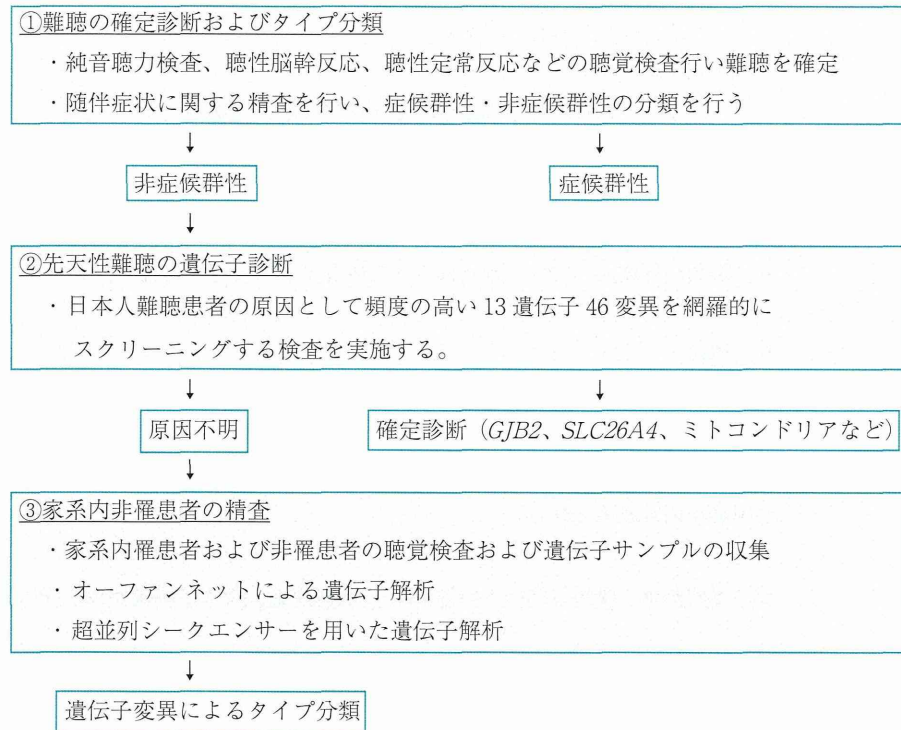 ①難聴の確定診断およびタイプ分類
・純音聴力検査、聴性脳幹反応、聴性定常反応などの聴覚検査行い難聴を確定
・随伴症状に関する精査を行い、症候群性・非症候群性の分類を行う
↓ ↓
非症候群性 症候群性
↓
②先天性難聴の遺伝子診断
・日本人難聴患者の原因として頻度の高い 13 遺伝子 46 変異を網羅的に
スクリーニングする検査を実施する。
↓ ↓
原因不明 確定診断（GJB2、SLC26A4、ミトコンドリアなど）
↓
③家系内非罹患者の精査
・家系内罹患者および非罹患者の聴覚検査および遺伝子サンプルの収集
・オーファンネットによる遺伝子解析
・超並列シークエンサーを用いた遺伝子解析
↓
遺伝子変異によるタイプ分類